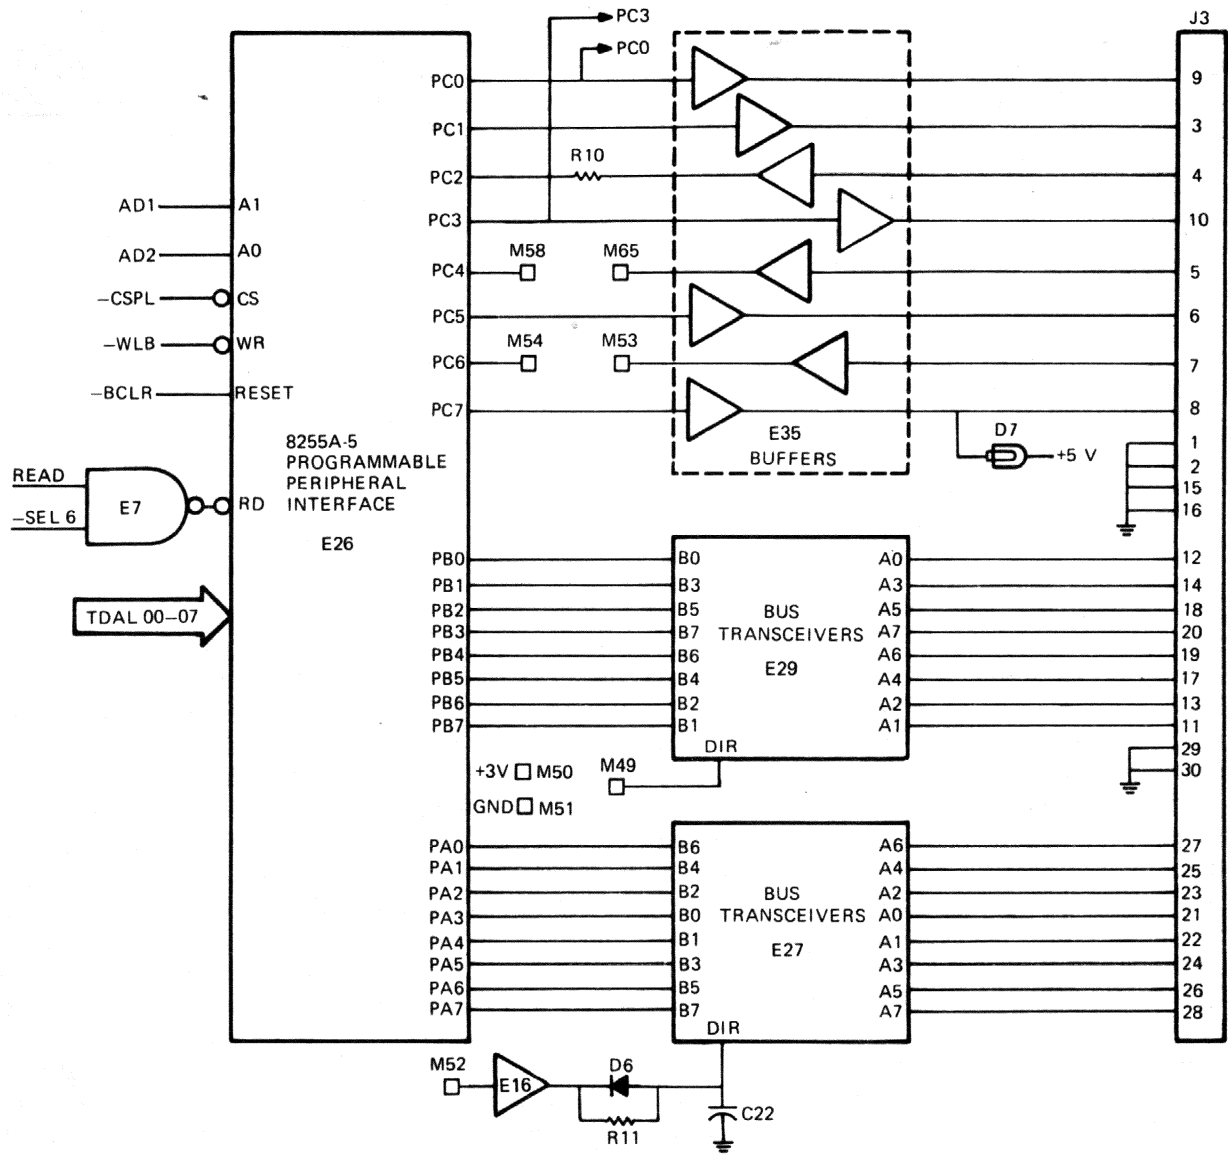 J3
PC3
PC0
PC0 9
PC1 3
R10
PC2 4
AD1 A1
PC3 10
AD2 A0
M58 M65
PC4 5
–CSPL CS
PC5 6
–WLB WR
M54 M53
PC6 7
–BCLR RESET
PC7 8
8255A-5
PROGRAMMABLE
PERIPHERAL
INTERFACE
E26
E35
BUFFERS
D7
+5 V
1
2
15
16
READ
–SEL 6
E7
RD
TDAL 00–07
PB0 B0 A0 12
PB1 B3 A3 14
PB2 B5 A5 18
PB3 B7 A7 20
PB4 B6 A6 19
PB5 B4 A4 17
PB6 B2 A2 13
PB7 B1 A1 11
BUS
TRANSCEIVERS
E29
DIR
29
30
+3V M50
M49
GND M51
PA0 B6 A6 27
PA1 B4 A4 25
PA2 B2 A2 23
PA3 B0 A0 21
PA4 B1 A1 22
PA5 B3 A3 24
PA6 B5 A5 26
PA7 B7 A7 28
BUS
TRANSCEIVERS
E27
DIR
M52
E16
D6
R11
C22